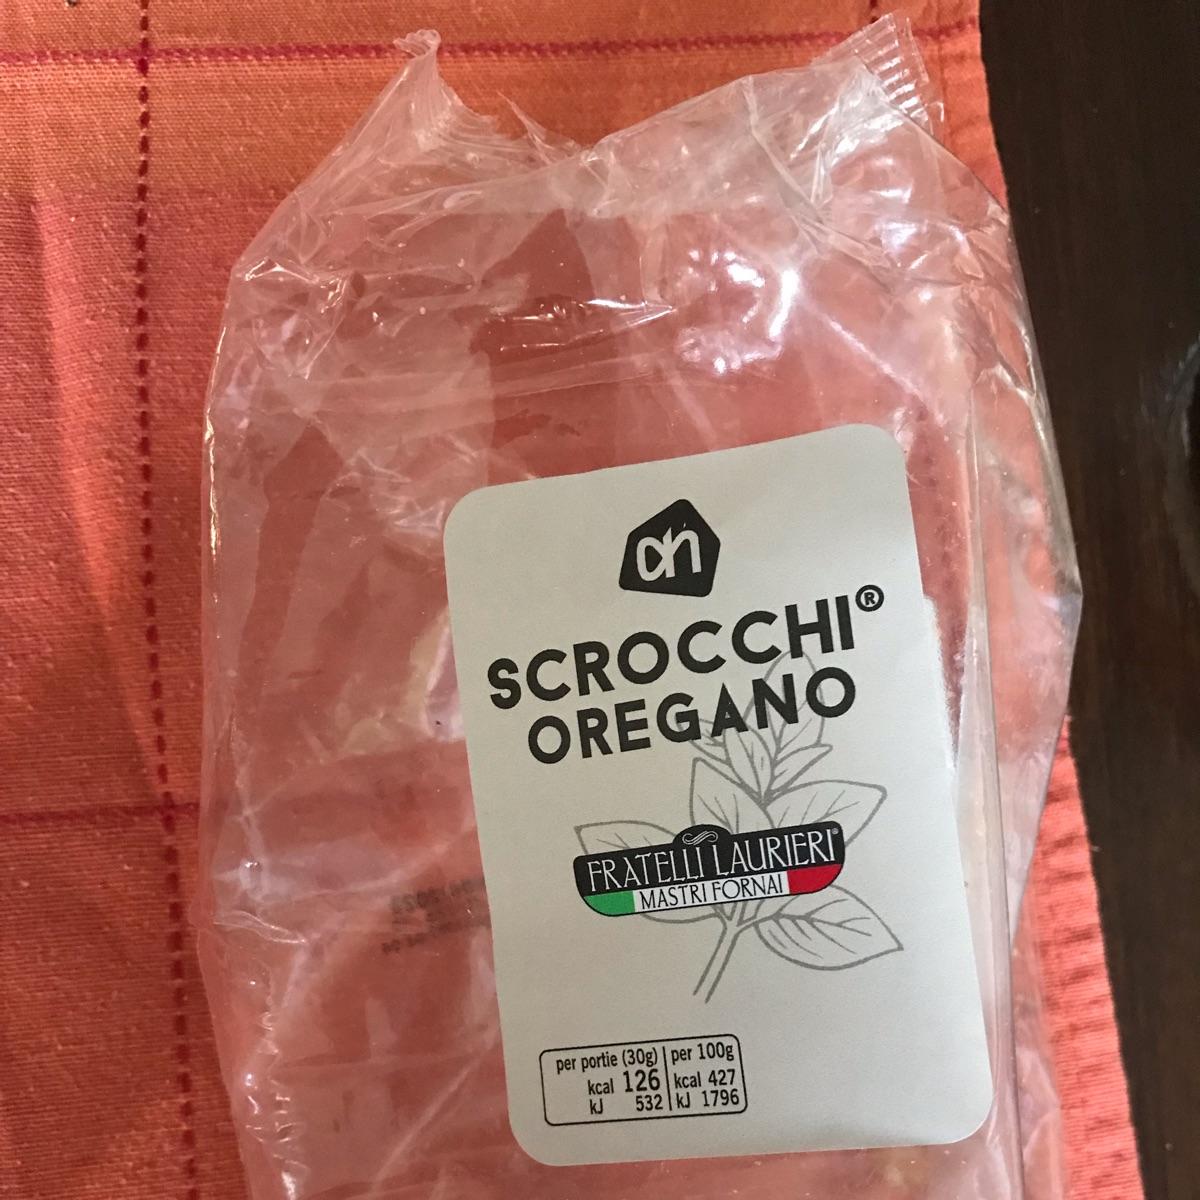 ah
SCROCCHI®
OREGANO
FRATELLI LAURIERI®
MASTRI FORNAI
per portie (30g) | per 100g
kcal 126 | kcal 427
kJ 532 | kJ 1796